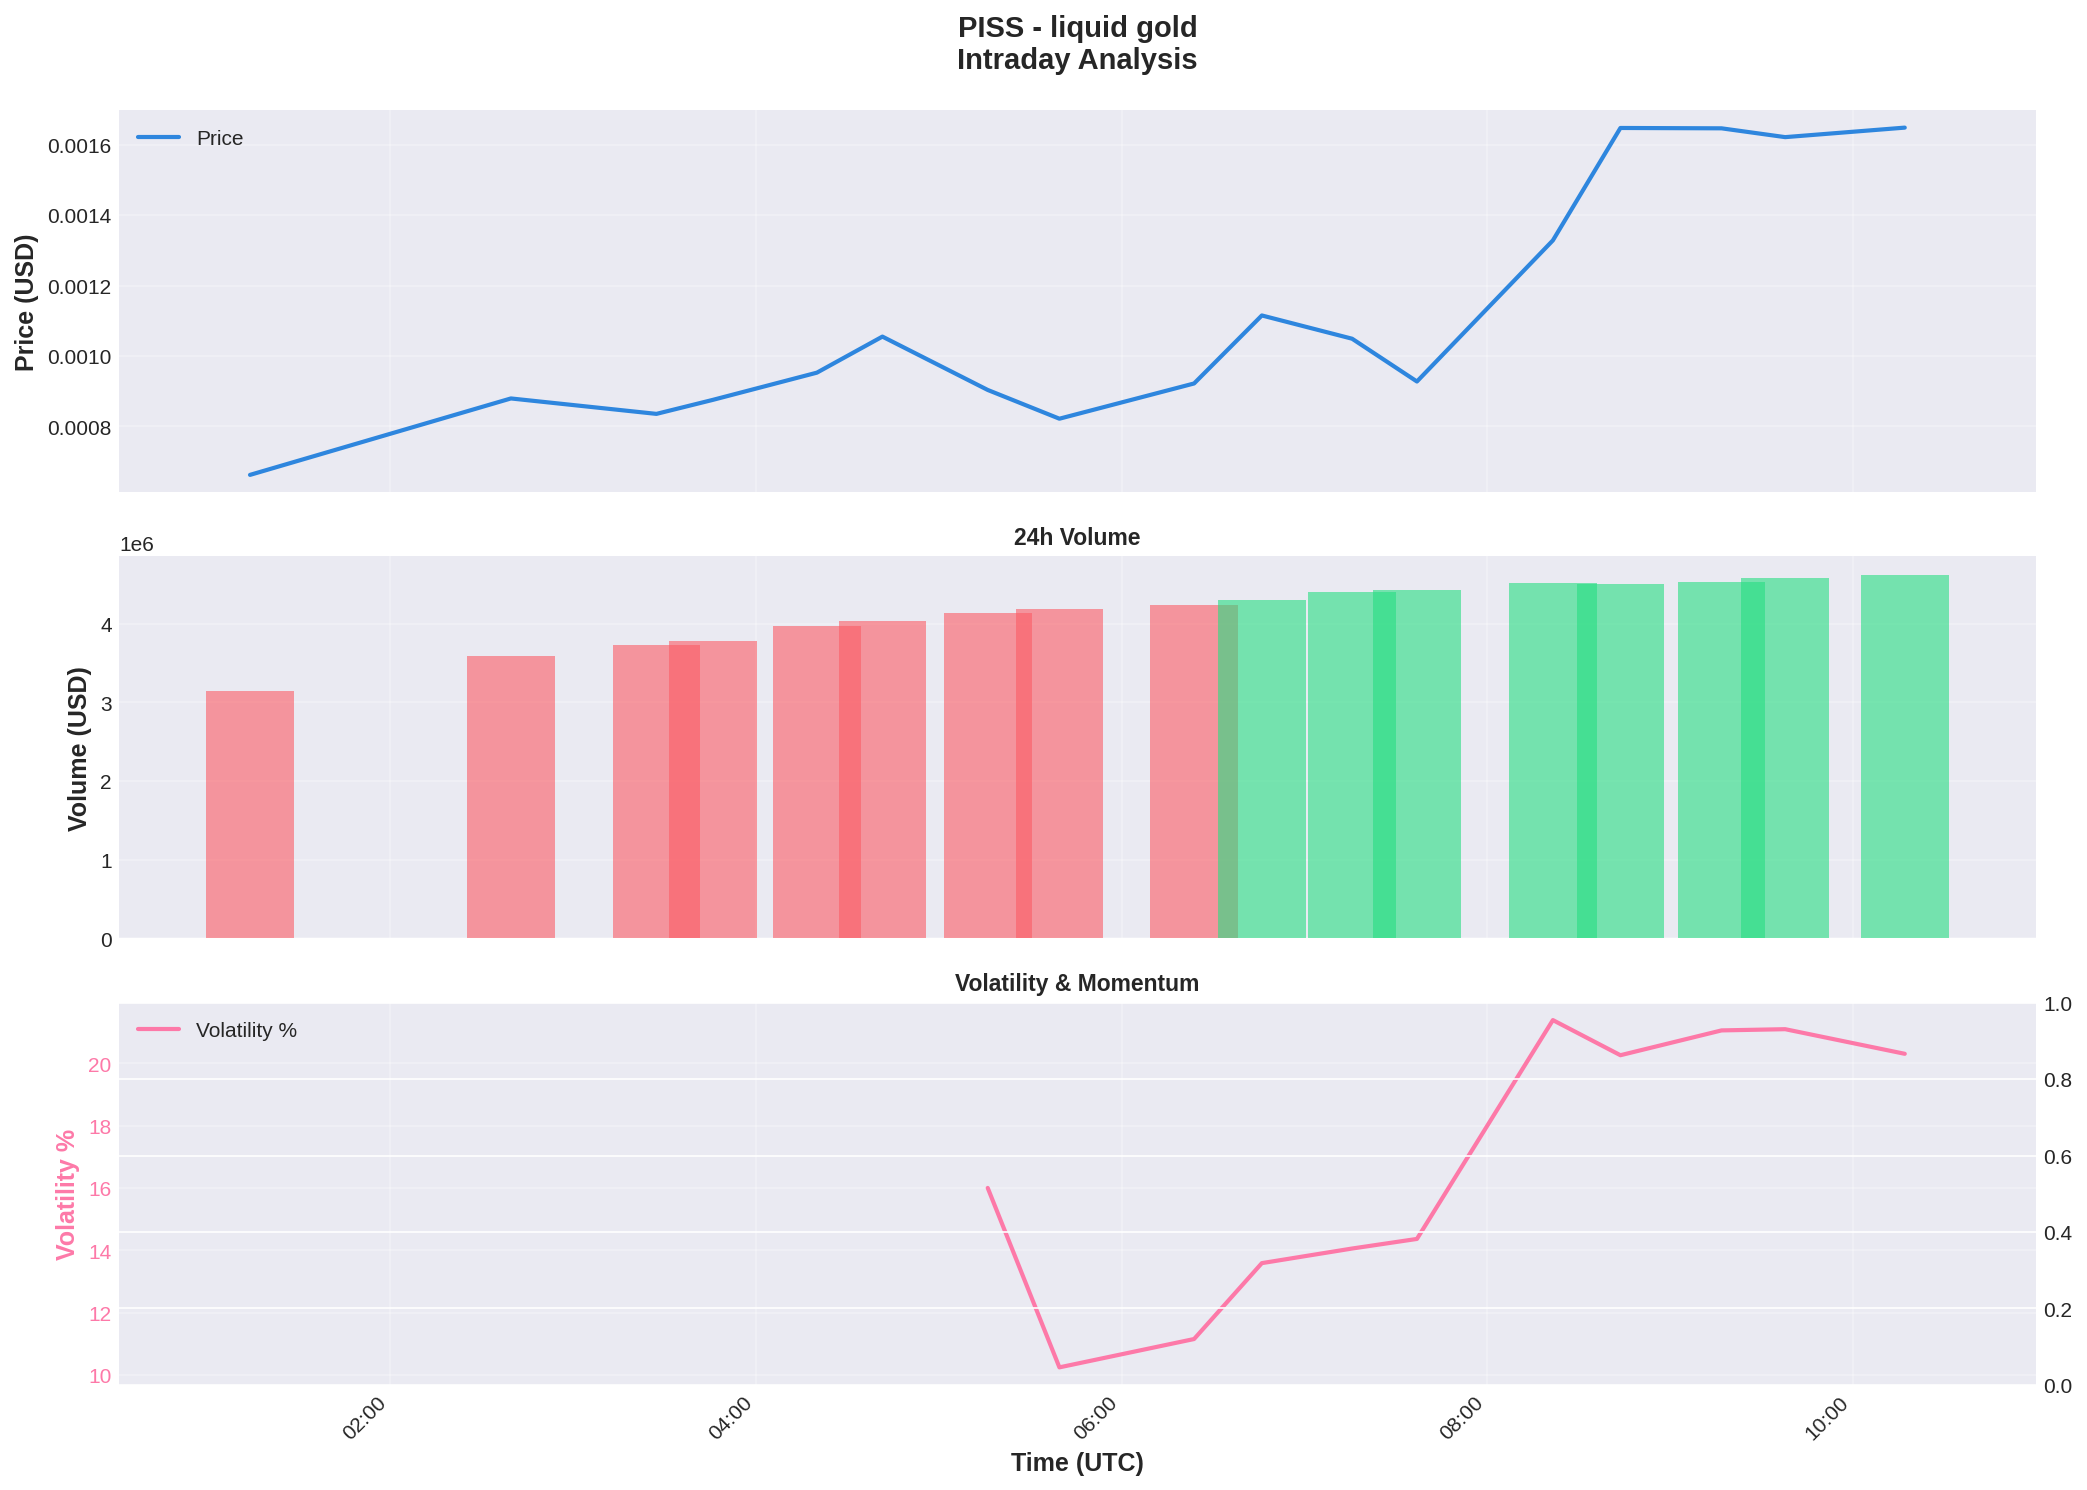 PISS - liquid gold
Intraday Analysis
Price
0.0016
0.0014
0.0012
0.0010
0.0008
Price (USD)
24h Volume
1e6
4
3
2
1
0
Volume (USD)
Volatility & Momentum
Volatility %
20
18
16
14
12
10
Volatility %
1.0
0.8
0.6
0.4
0.2
0.0
02:00
04:00
06:00
08:00
10:00
Time (UTC)